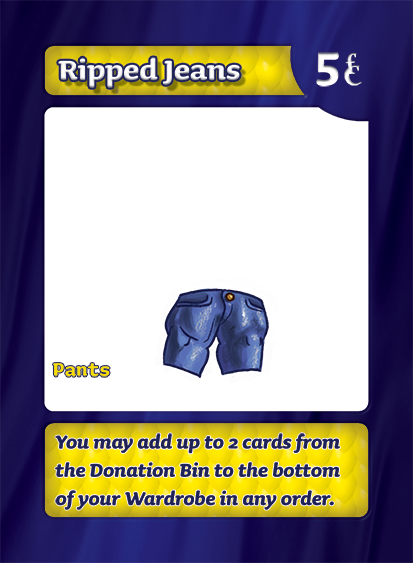 Ripped Jeans
5
Pants
You may add up to 2 cards from
the Donation Bin to the bottom
of your Wardrobe in any order.